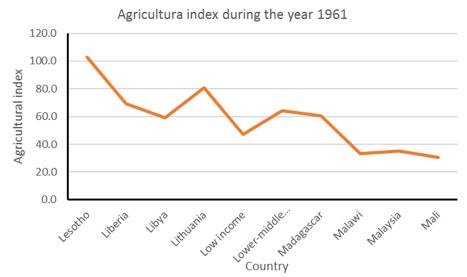 Agricultura index during the year 1961
120.0
100.0
80.0
60.0
40.0
20.0
0.0
Agricultural index
Lesotho
Liberia
Libya
Lithuania
Low income
Lower-middle...
Madagascar
Malawi
Malaysia
Mali
Country